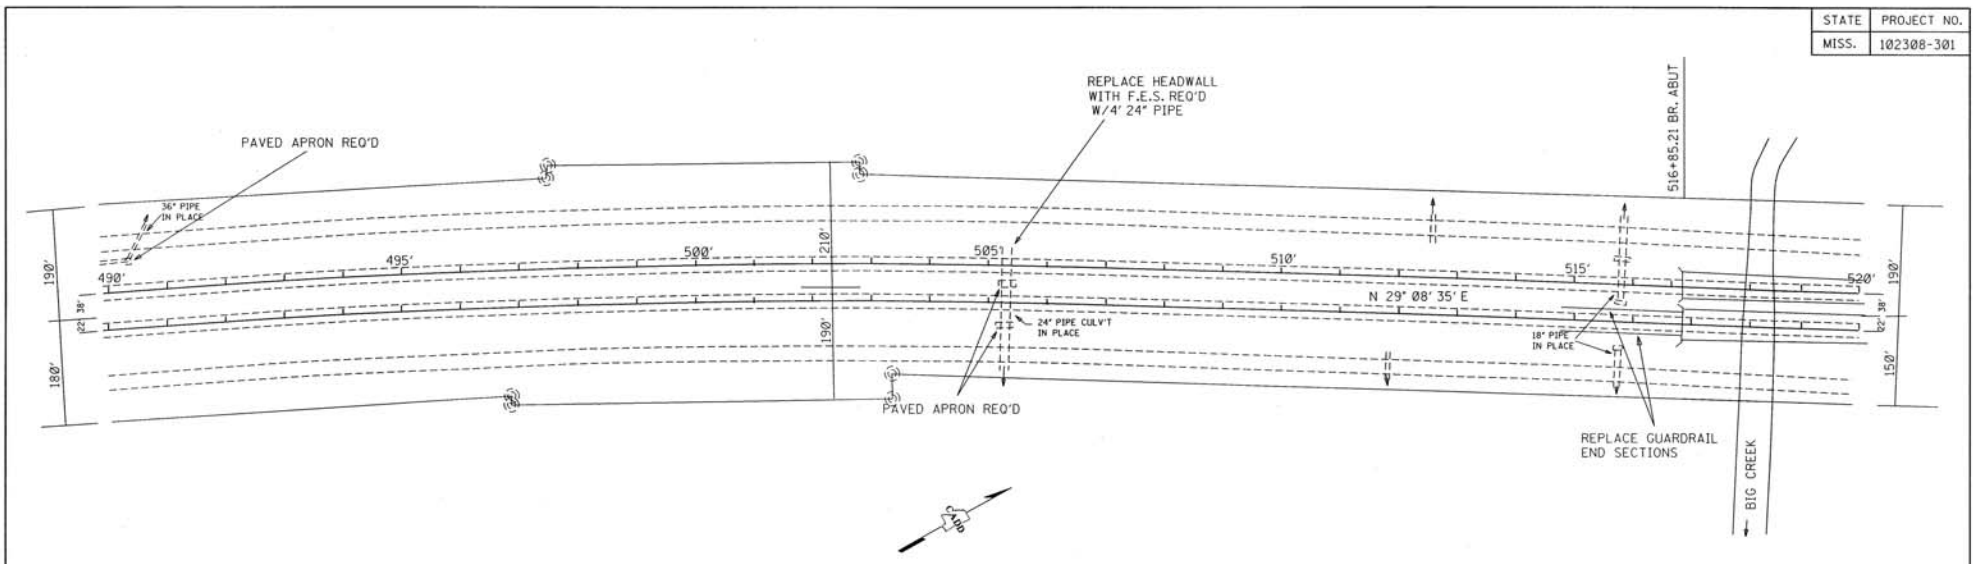 STATE PROJECT NO.
MISS. 102308-301
REPLACE HEADWALL
WITH F.E.S. REQ'D
W/4' 24" PIPE
516+85.21 BR. ABUT
PAVED APRON REQ'D
36" PIPE
IN PLACE
190'
38'
22'
180'
490'
495'
500'
210'
190'
505'
510'
515'
520'
N 29° 08' 35" E
24" PIPE CULV'T
IN PLACE
18" PIPE
IN PLACE
190'
38'
22'
150'
PAVED APRON REQ'D
REPLACE GUARDRAIL
END SECTIONS
BIG CREEK
CADD